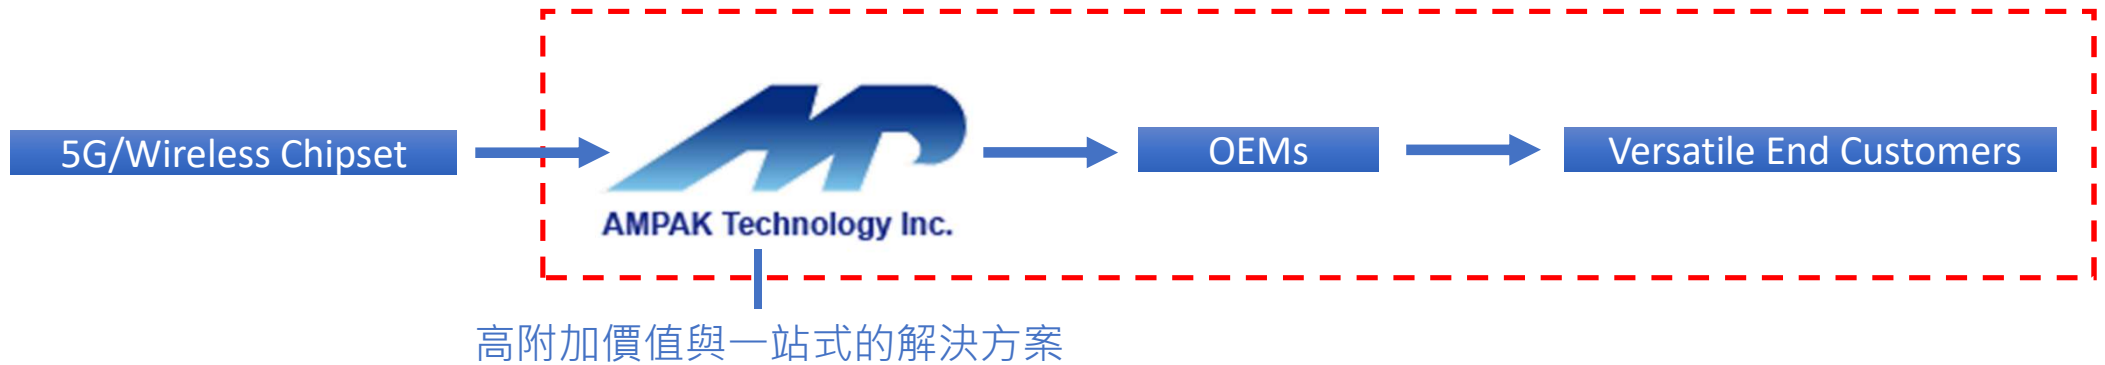 5G/Wireless Chipset
AMPAK Technology Inc.
OEMs
Versatile End Customers
高附加價值與一站式的解決方案